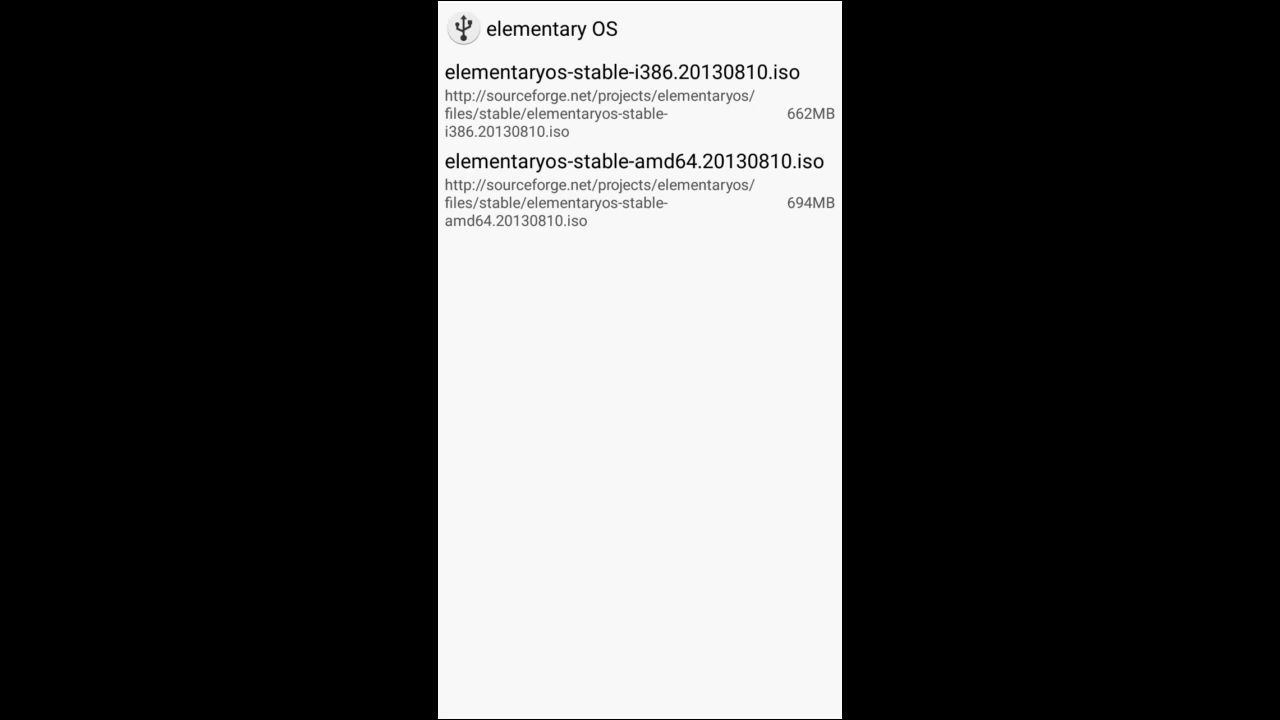 elementary OS
elementaryos-stable-i386.20130810.iso
http://sourceforge.net/projects/elementaryos/
files/stable/elementaryos-stable-
i386.20130810.iso
662MB
elementaryos-stable-amd64.20130810.iso
http://sourceforge.net/projects/elementaryos/
files/stable/elementaryos-stable-
amd64.20130810.iso
694MB